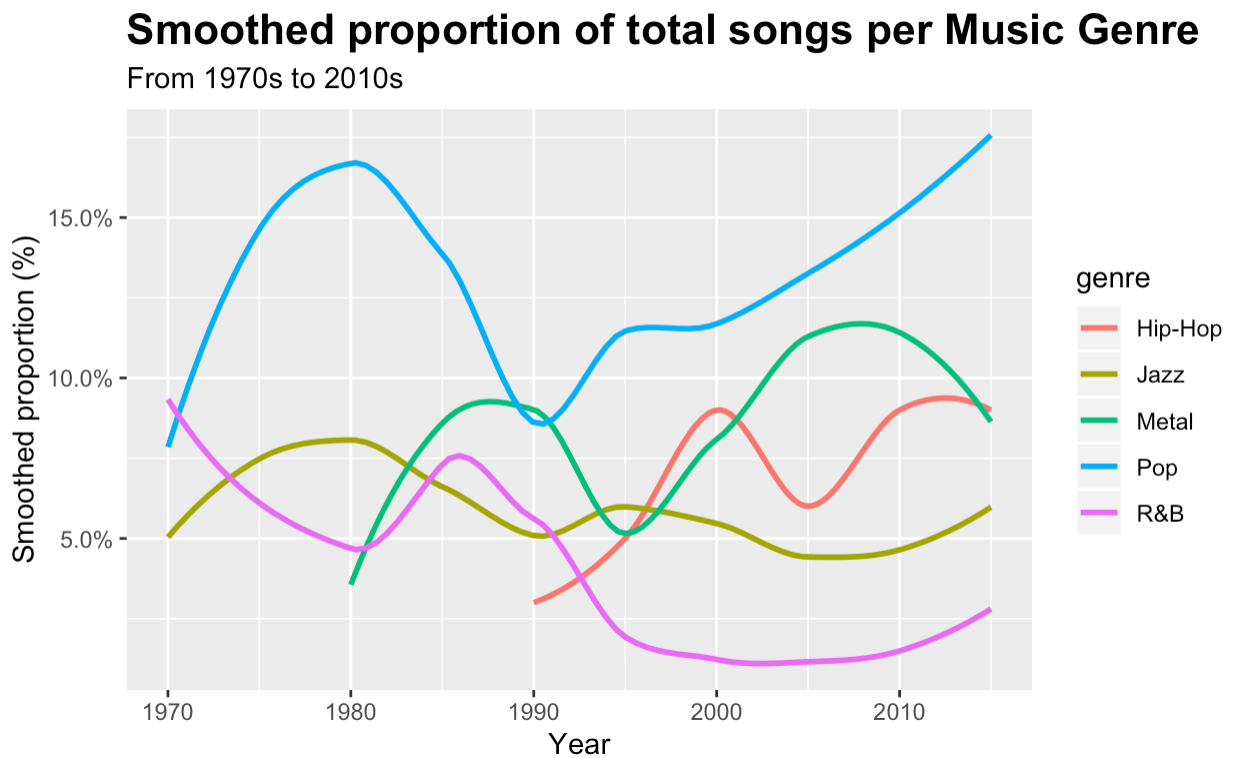 Smoothed proportion of total songs per Music Genre
From 1970s to 2010s
Smoothed proportion (%)
15.0%
10.0%
5.0%
1970 1980 1990 2000 2010
Year
genre
Hip-Hop
Jazz
Metal
Pop
R&B